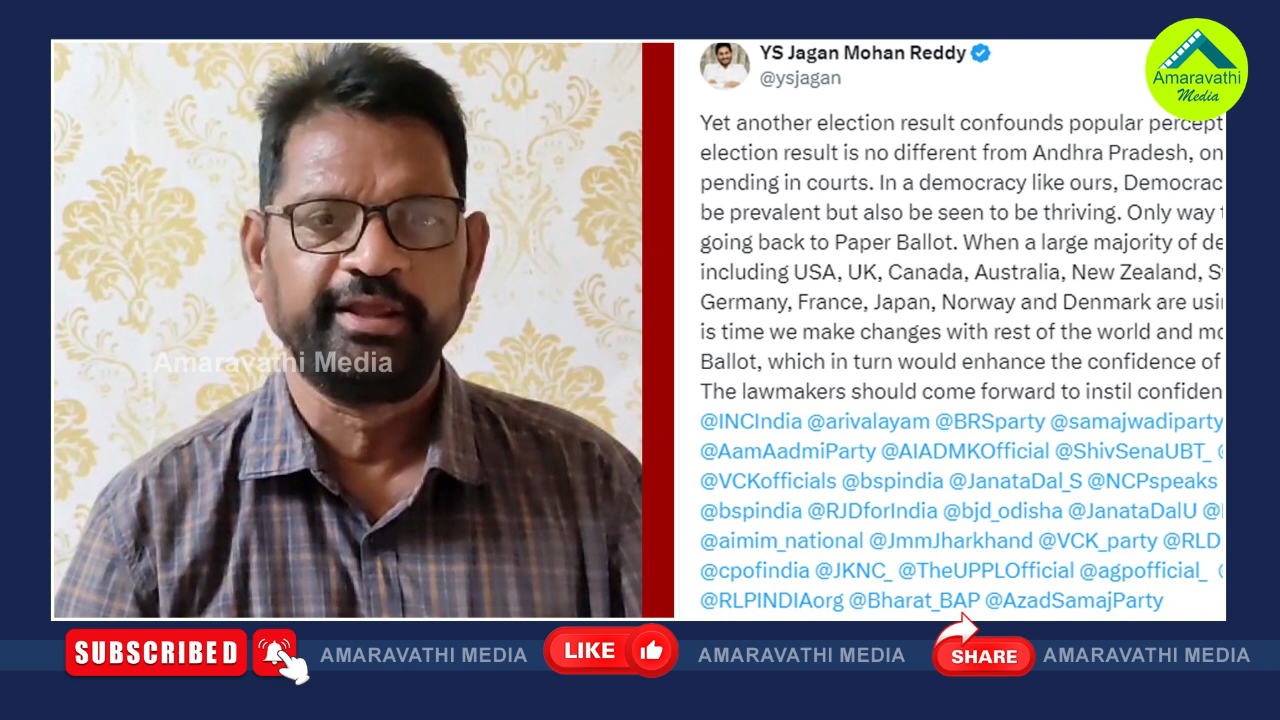 YS Jagan Mohan Reddy
@ysjagan
Amaravathi
Media
Yet another election result confounds popular percept
election result is no different from Andhra Pradesh, on
pending in courts. In a democracy like ours, Democrac
be prevalent but also be seen to be thriving. Only way
going back to Paper Ballot. When a large majority of de
including USA, UK, Canada, Australia, New Zealand, S
Germany, France, Japan, Norway and Denmark are usi
is time we make changes with rest of the world and mo
Ballot, which in turn would enhance the confidence of
The lawmakers should come forward to instil confiden
@INCIndia @arivalayam @BRSparty @samajwadiparty
@AamAadmiParty @AIADMKOfficial @ShivSenaUBT_
@VCKofficials @bspindia @JanataDal_S @NCPspeaks
@bspindia @RJDforIndia @bjd_odisha @JanataDalU @
@aimim_national @JmmJharkhand @VCK_party @RLD
@cpofindia @JKNC_ @TheUPPLOfficial @agpofficial_
@RLPINDIAorg @Bharat_BAP @AzadSamajParty
Amaravathi Media
SUBSCRIBED
AMARAVATHI MEDIA
LIKE
AMARAVATHI MEDIA
SHARE
AMARAVATHI MEDIA